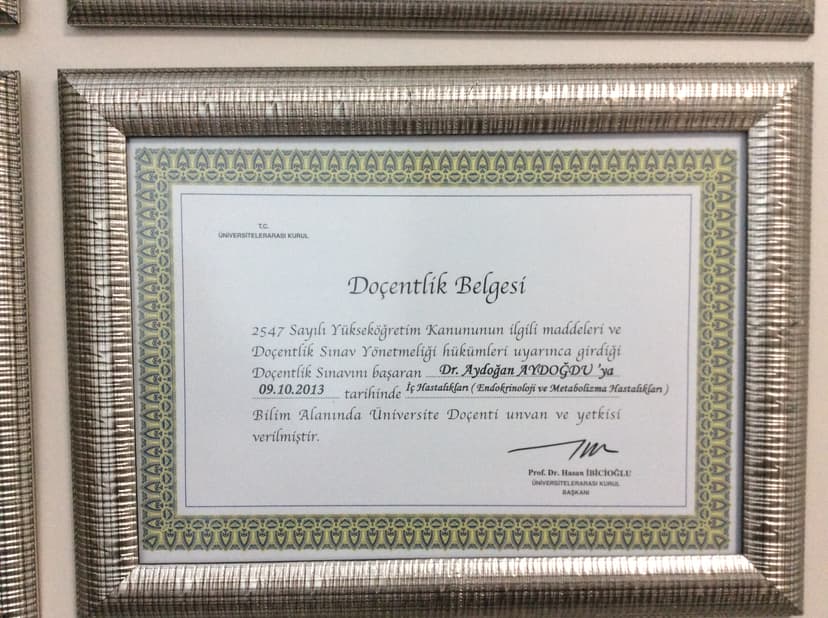 T.C.
ÜNİVERSİTELERARASI KURUL
Doçentlik Belgesi
2547 Sayılı Yükseköğretim Kanununun ilgili maddeleri ve
Doçentlik Sınav Yönetmeliği hükümleri uyarınca girdiği
Doçentlik Sınavını başaran Dr. Aydoğan AYDOĞDU 'ya
09.10.2013 tarihinde İç Hastalıkları ( Endokrinoloji ve Metabolizma Hastalıkları )
Bilim Alanında Üniversite Doçenti unvan ve yetkisi
verilmiştir.
Prof. Dr. Hasan İBİCİOĞLU
ÜNİVERSİTELERARASI KURUL
BAŞKANI